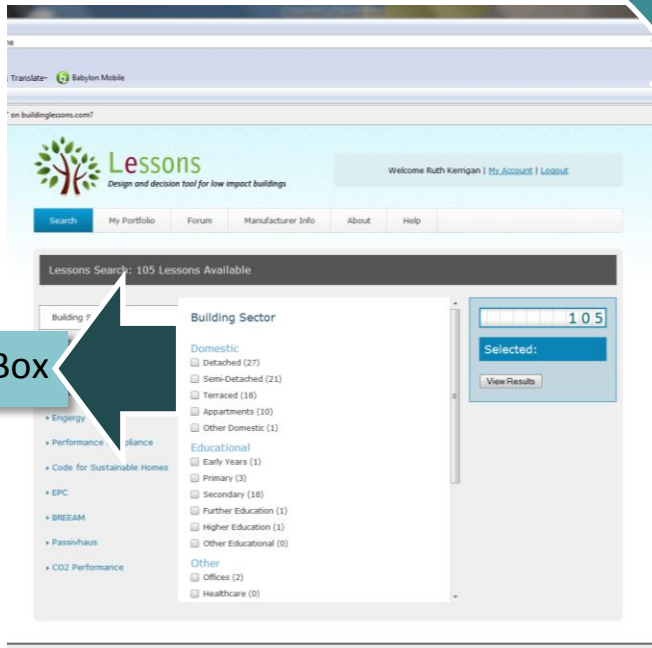 Translate- Babylon Mobile
on buildinglessons.com?
Lessons
Design and decision tool for low impact buildings
Welcome Ruth Kerrigan | My Account | Logout
Search My Portfolio Forum Manufacturer Info About Help
Lessons Search: 105 Lessons Available
Building
Box
Engergy
Performance
Code for Sustainable Homes
EPC
BREEAM
Passivhaus
CO2 Performance
Building Sector
Domestic
Detached (27)
Semi-Detached (21)
Terraced (18)
Appartments (10)
Other Domestic (1)
Educational
Early Years (1)
Primary (3)
Secondary (18)
Further Education (1)
Higher Education (1)
Other Educational (0)
Other
Offices (2)
Healthcare (0)
105
Selected:
View Results